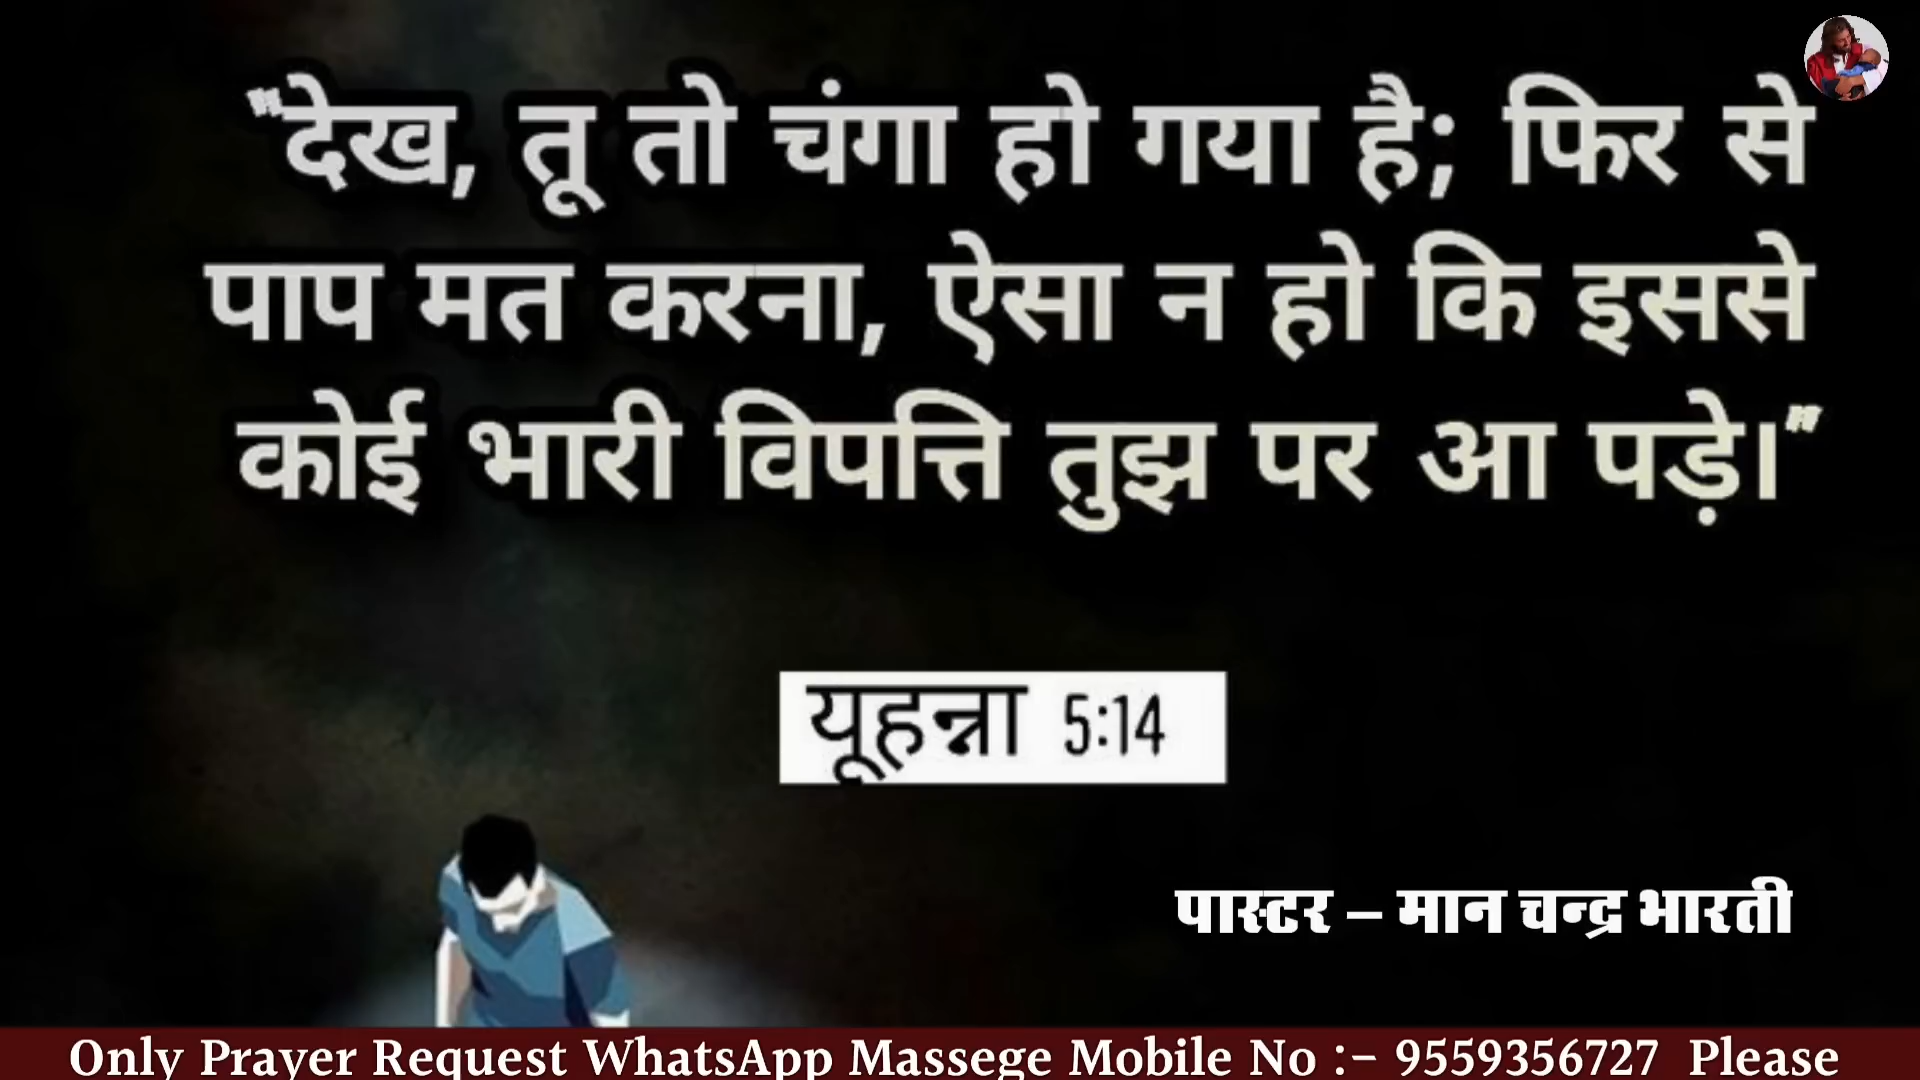 "देख, तू तो चंगा हो गया है; फिर से
पाप मत करना, ऐसा न हो कि इससे
कोई भारी विपत्ति तुझ पर आ पड़े।"
यूहन्ना 5:14
पास्टर – मान चन्द्र भारती
Only Prayer Request WhatsApp Massege Mobile No :– 9559356727 Please